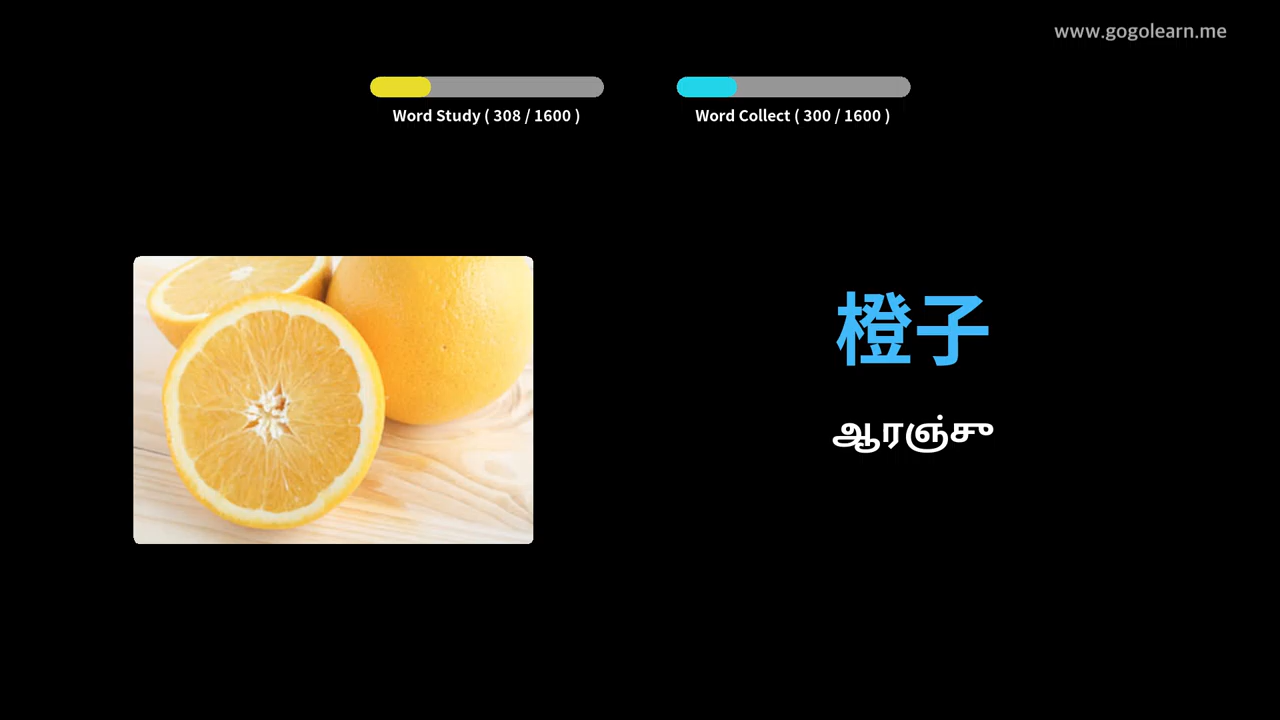 www.gogolearn.me
Word Study ( 308 / 1600 )
Word Collect ( 300 / 1600 )
橙子
ஆரஞ்சு